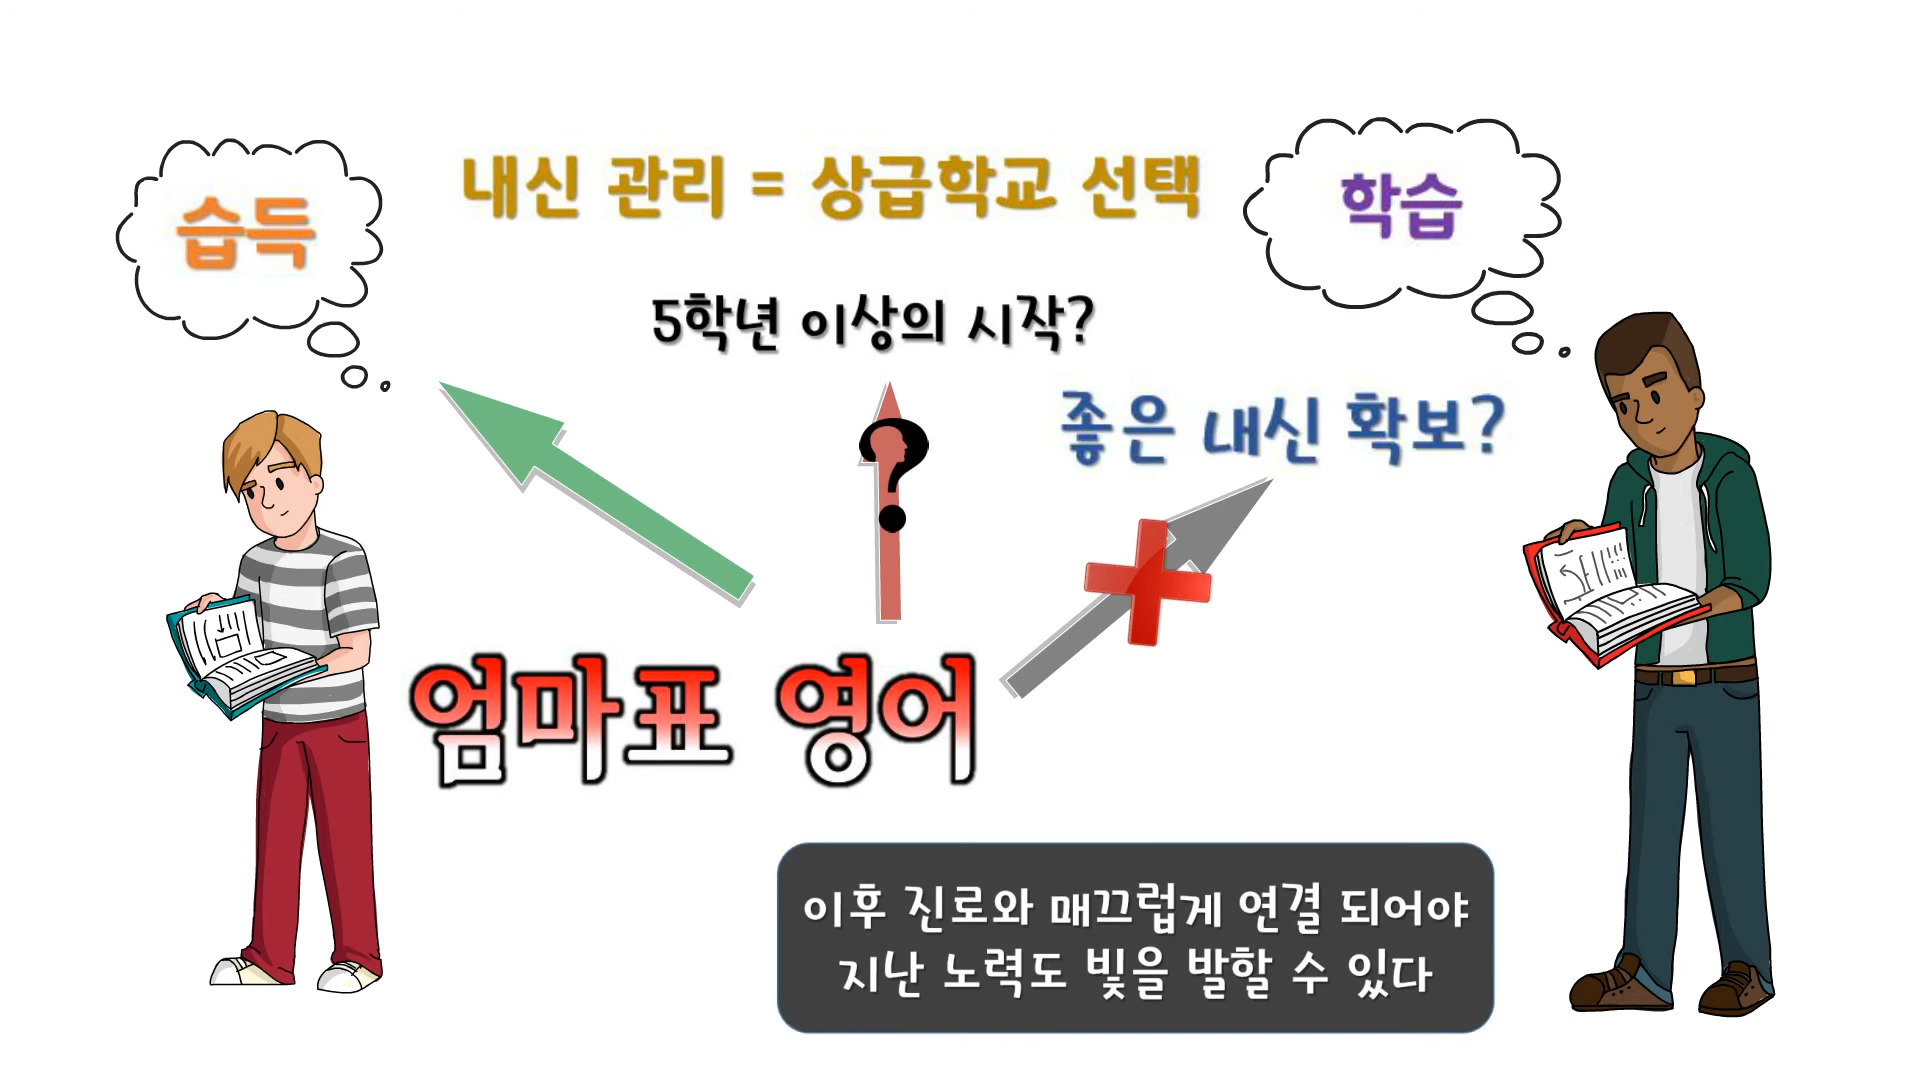 내신 관리 = 상급학교 선택
습득
학습
5학년 이상의 시작?
좋은 내신 확보?
?
엄마표 영어
이후 진로와 매끄럽게 연결 되어야
지난 노력도 빛을 발할 수 있다